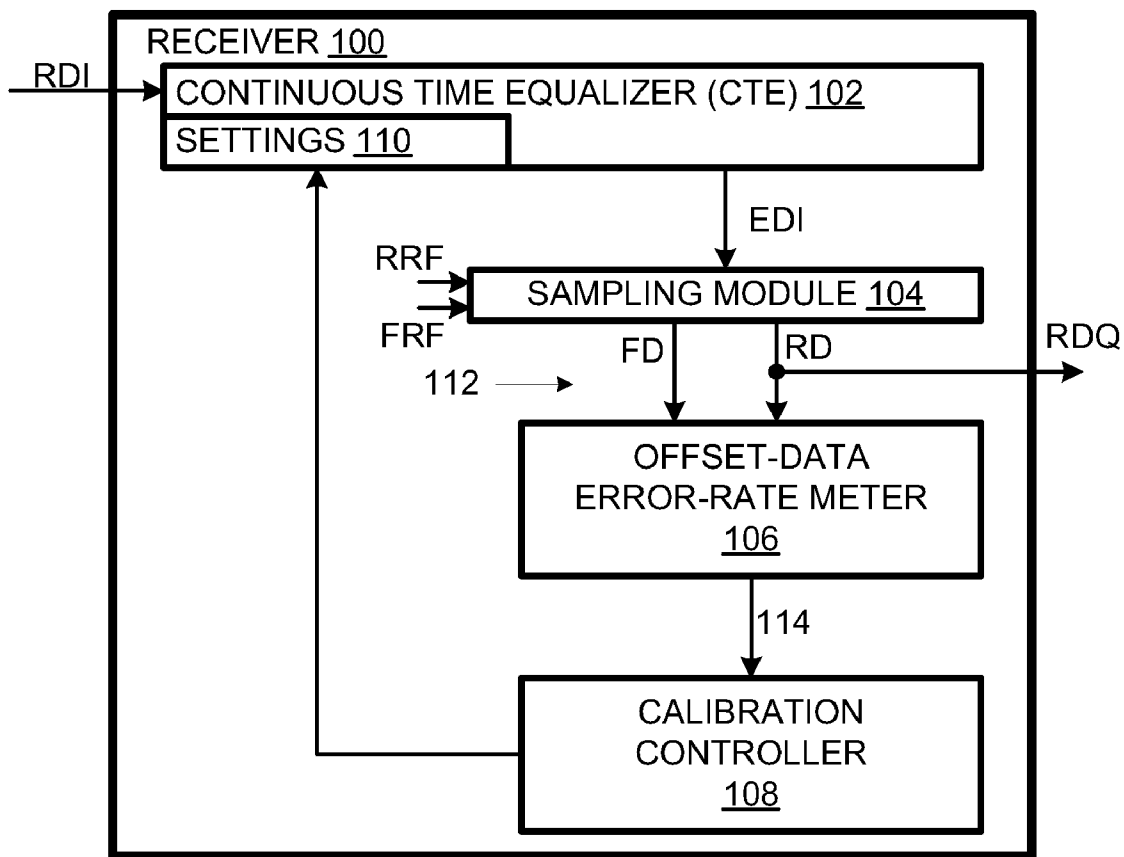 RECEIVER 100
RDI
CONTINUOUS TIME EQUALIZER (CTE) 102
SETTINGS 110
EDI
RRF
SAMPLING MODULE 104
FRF
FD
RD
RDQ
112
OFFSET-DATA
ERROR-RATE METER
106
114
CALIBRATION
CONTROLLER
108